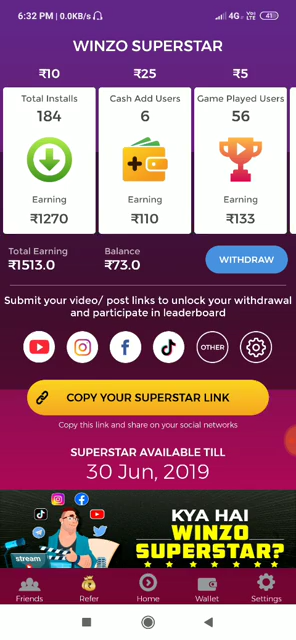 6:32 PM | 0.0KB/s
4G Vo LTE 41
WINZO SUPERSTAR
₹10 ₹25 ₹5
Total Installs Cash Add Users Game Played Users
184 6 56
Earning Earning Earning
₹1270 ₹110 ₹133
Total Earning Balance
₹1513.0 ₹73.0 WITHDRAW
Submit your video/ post links to unlock your withdrawal
and participate in leaderboard
OTHER
COPY YOUR SUPERSTAR LINK
Copy this link and share on your social networks
SUPERSTAR AVAILABLE TILL
30 Jun, 2019
KYA HAI
WINZO
SUPERSTAR?
stream
Friends Refer Home Wallet Settings